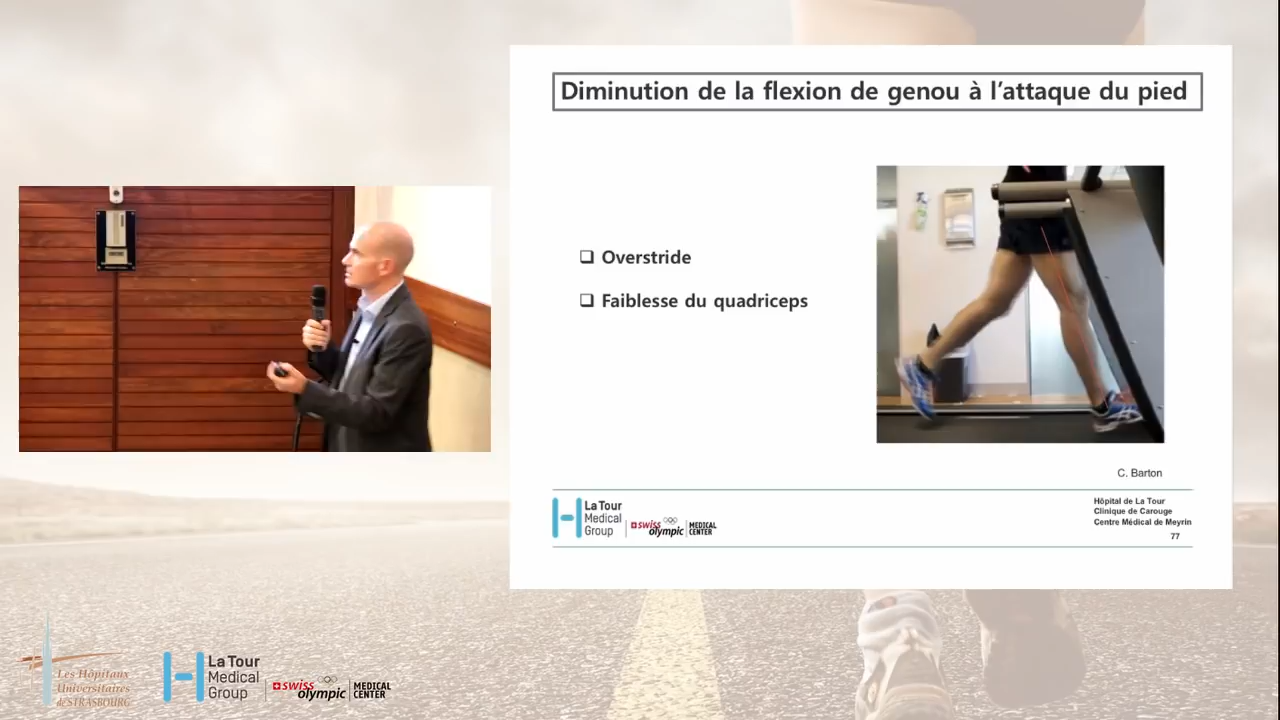 Diminution de la flexion de genou à l’attaque du pied
❑ Overstride
❑ Faiblesse du quadriceps
C. Barton
La Tour
Medical
Group
swiss
olympic
MEDICAL
CENTER
Hôpital de La Tour
Clinique de Carouge
Centre Médical de Meyrin
77
Les Hôpitaux
Universitaires
de STRASBOURG
La Tour
Medical
Group
swiss
olympic
MEDICAL
CENTER